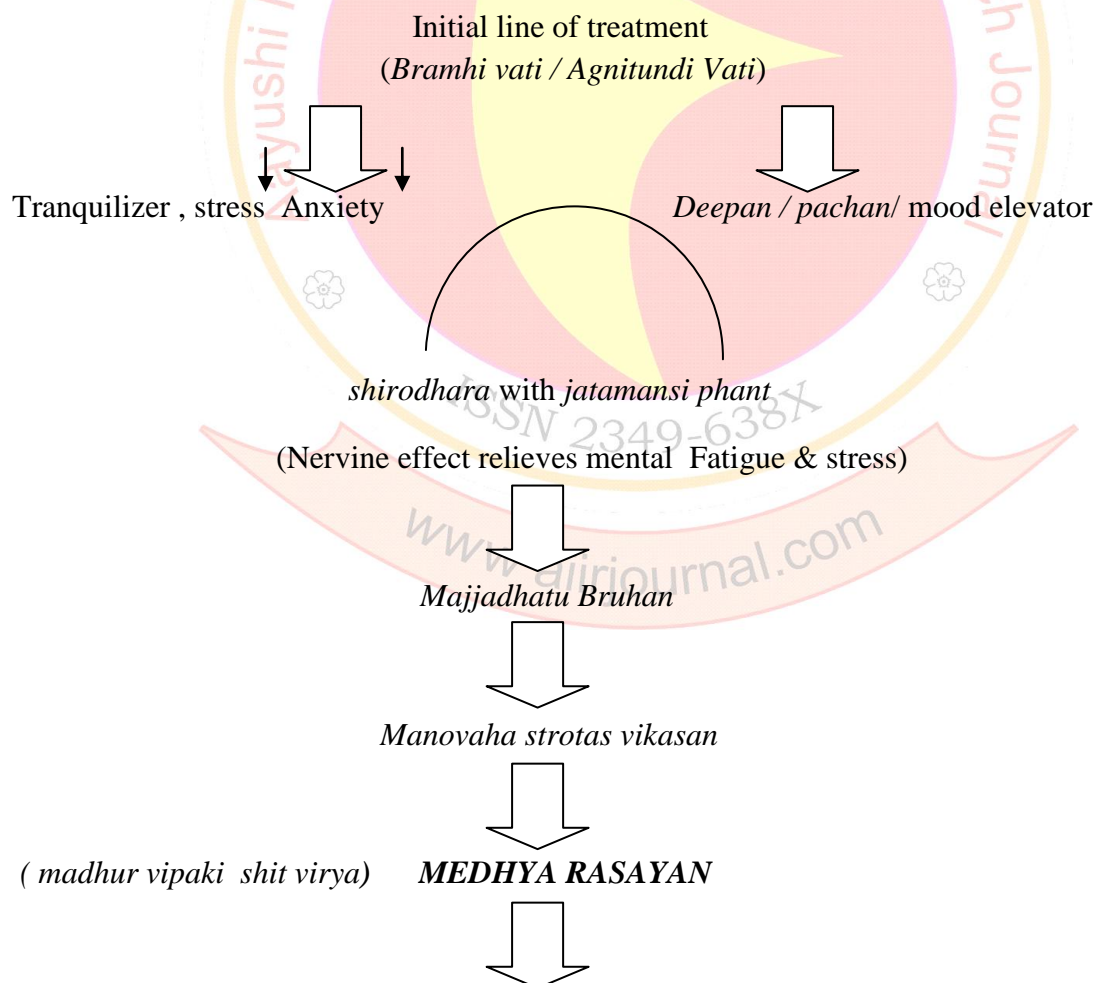 Initial line of treatment
(Bramhi vati / Agnitundi Vati)
Tranquilizer , stress Anxiety
Deepan / pachan/ mood elevator
shirodhara with jatamansi phant
ISSN 2349-638X
(Nervine effect relieves mental Fatigue & stress)
www.aiirjournal.com
Majjadhatu Bruhan
Manovaha strotas vikasan
( madhur vipaki shit virya) MEDHYA RASAYAN
Journal